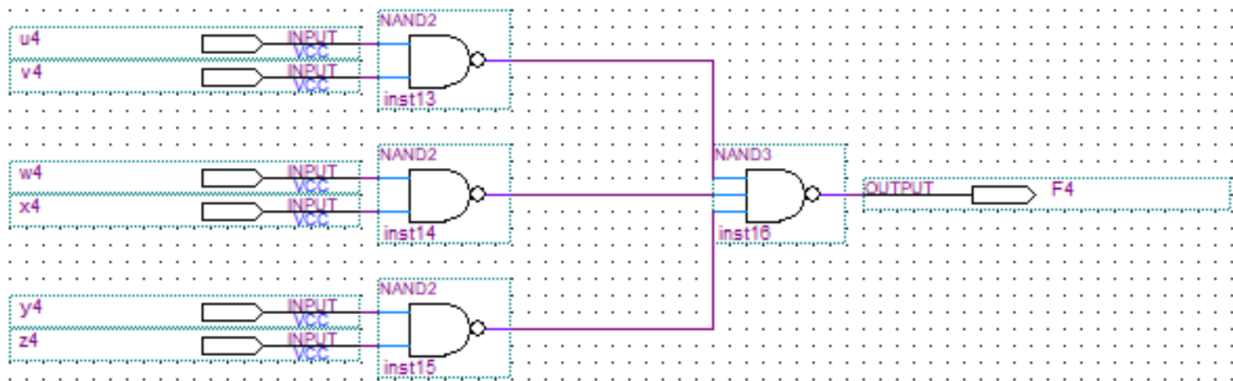 NAND2
u4 INPUT
VCC
v4 INPUT
VCC
inst13
NAND2
w4 INPUT
VCC
x4 INPUT
VCC
inst14
NAND3
OUTPUT F4
inst16
NAND2
y4 INPUT
VCC
z4 INPUT
VCC
inst15